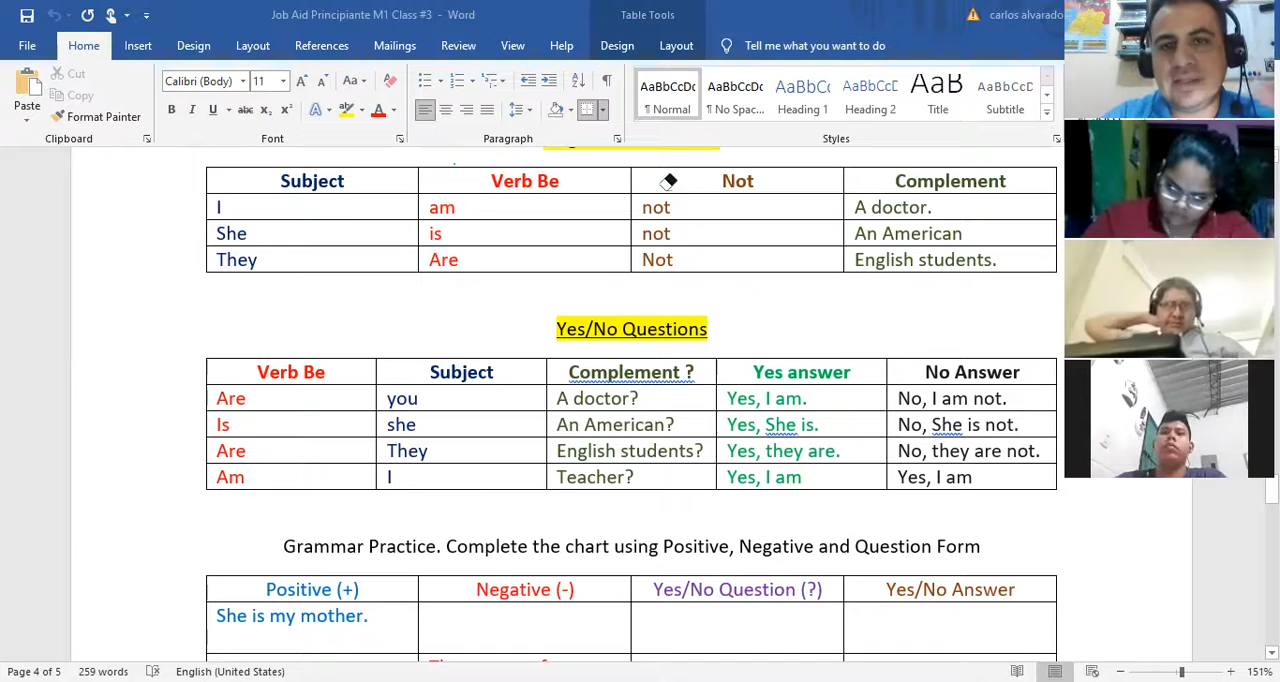 Job Aid Principiante M1 Class #3 - Word
Table Tools
carlos alvarado
File Home Insert Design Layout References Mailings Review View Help Design Layout Tell me what you want to do
Paste
Cut
Copy
Format Painter
Clipboard
Calibri (Body) 11
B I U abc x₂ x² A A
Font
Paragraph
AaBbCcDc AaBbCcDc AaBbC AaBbCcC AaB AaBbCcD
¶ Normal ¶ No Spac... Heading 1 Heading 2 Title Subtitle
Styles
Subject Verb Be Not Complement
I am not A doctor.
She is not An American
They Are Not English students.
Yes/No Questions
Verb Be Subject Complement ? Yes answer No Answer
Are you A doctor? Yes, I am. No, I am not.
Is she An American? Yes, She is. No, She is not.
Are They English students? Yes, they are. No, they are not.
Am I Teacher? Yes, I am Yes, I am
Grammar Practice. Complete the chart using Positive, Negative and Question Form
Positive (+) Negative (-) Yes/No Question (?) Yes/No Answer
She is my mother.
Page 4 of 5 259 words English (United States) 151%